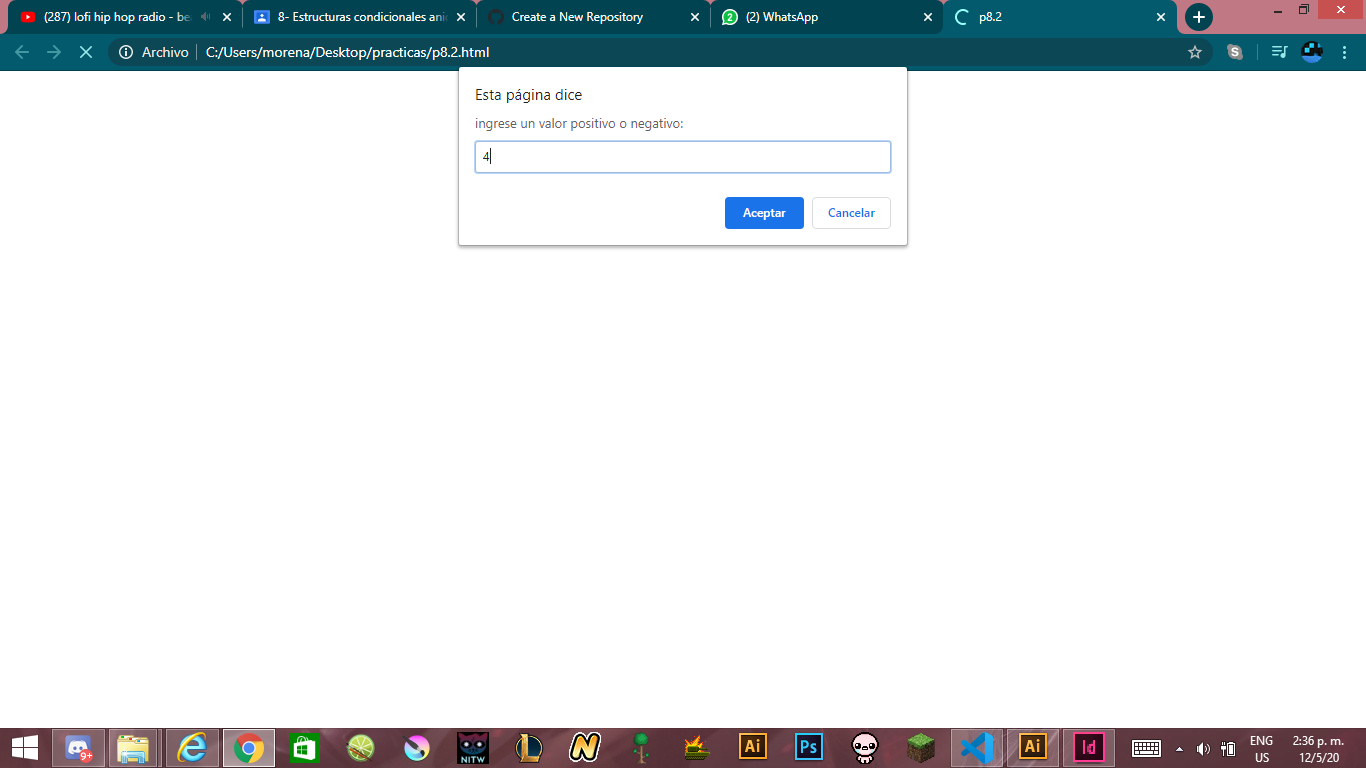 (287) lofi hip hop radio - be
8- Estructuras condicionales ani
Create a New Repository
2
(2) WhatsApp
p8.2
Archivo
C:/Users/morena/Desktop/practicas/p8.2.html
Esta página dice
ingrese un valor positivo o negativo:
4
Aceptar
Cancelar
9+
NITW
Ai
Ps
Ai
Id
ENG
US
2:36 p. m.
12/5/20